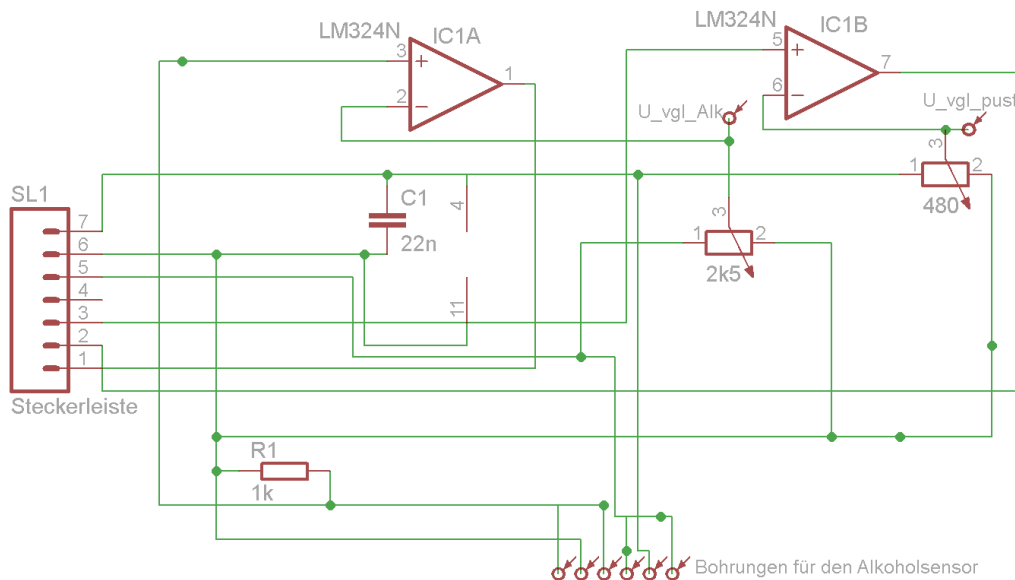 LM324N
IC1A
3
+
2
−
1
LM324N
IC1B
5
+
6
−
7
U_vgl_Alk
U_vgl_pust
3
1
2
480
SL1
7
6
5
4
3
2
1
Steckerleiste
C1
22n
4
11
3
1
2
2k5
R1
1k
Bohrungen für den Alkoholsensor